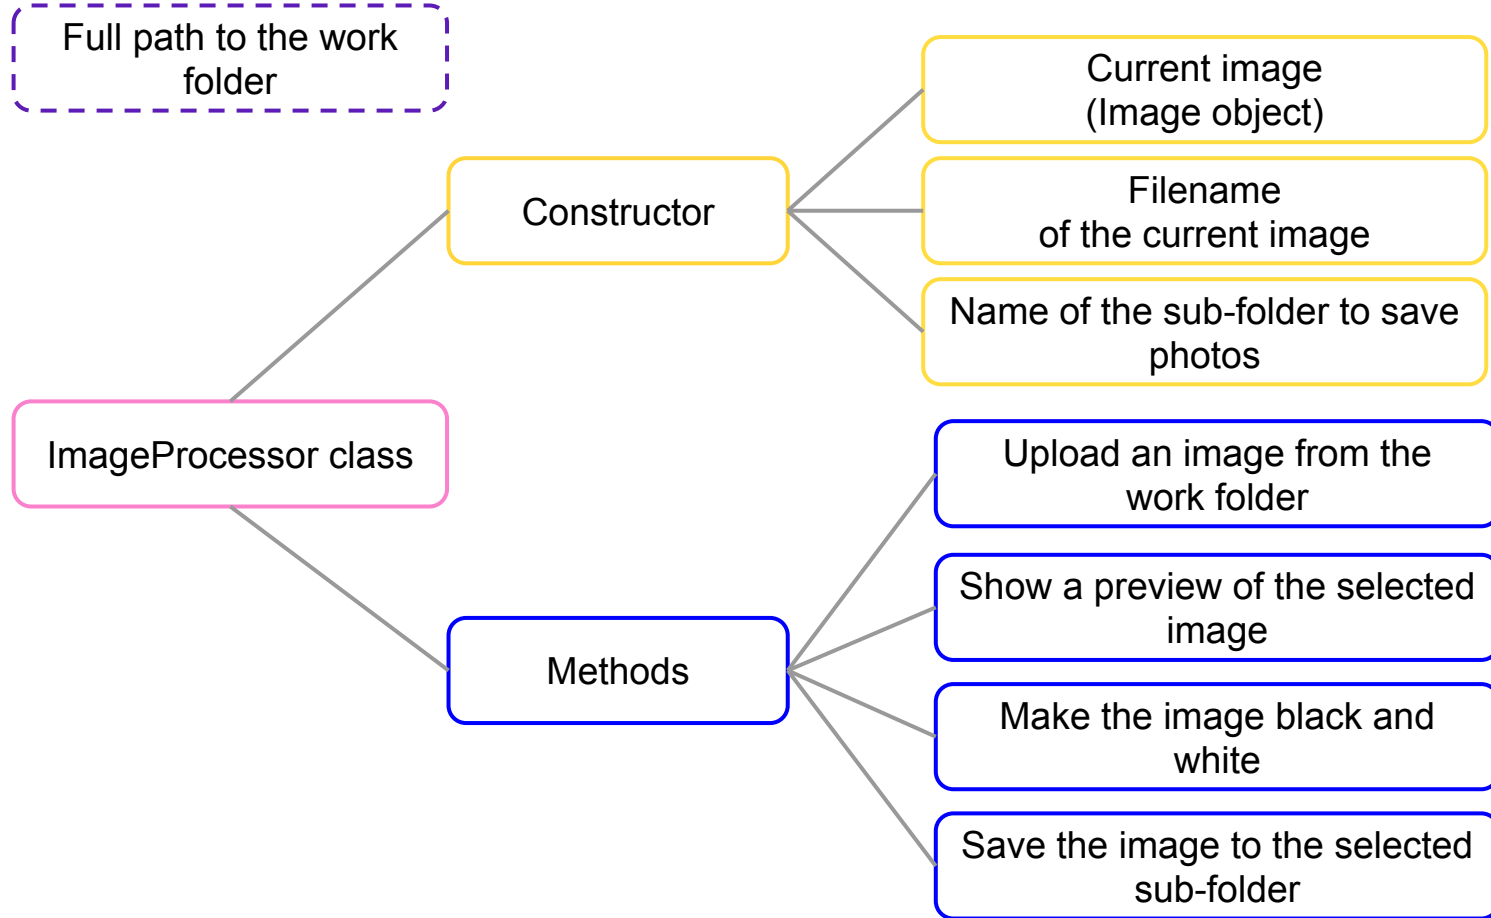 Full path to the work
folder
Current image
(Image object)
Constructor
Filename
of the current image
Name of the sub-folder to save
photos
ImageProcessor class
Upload an image from the
work folder
Show a preview of the selected
image
Methods
Make the image black and
white
Save the image to the selected
sub-folder